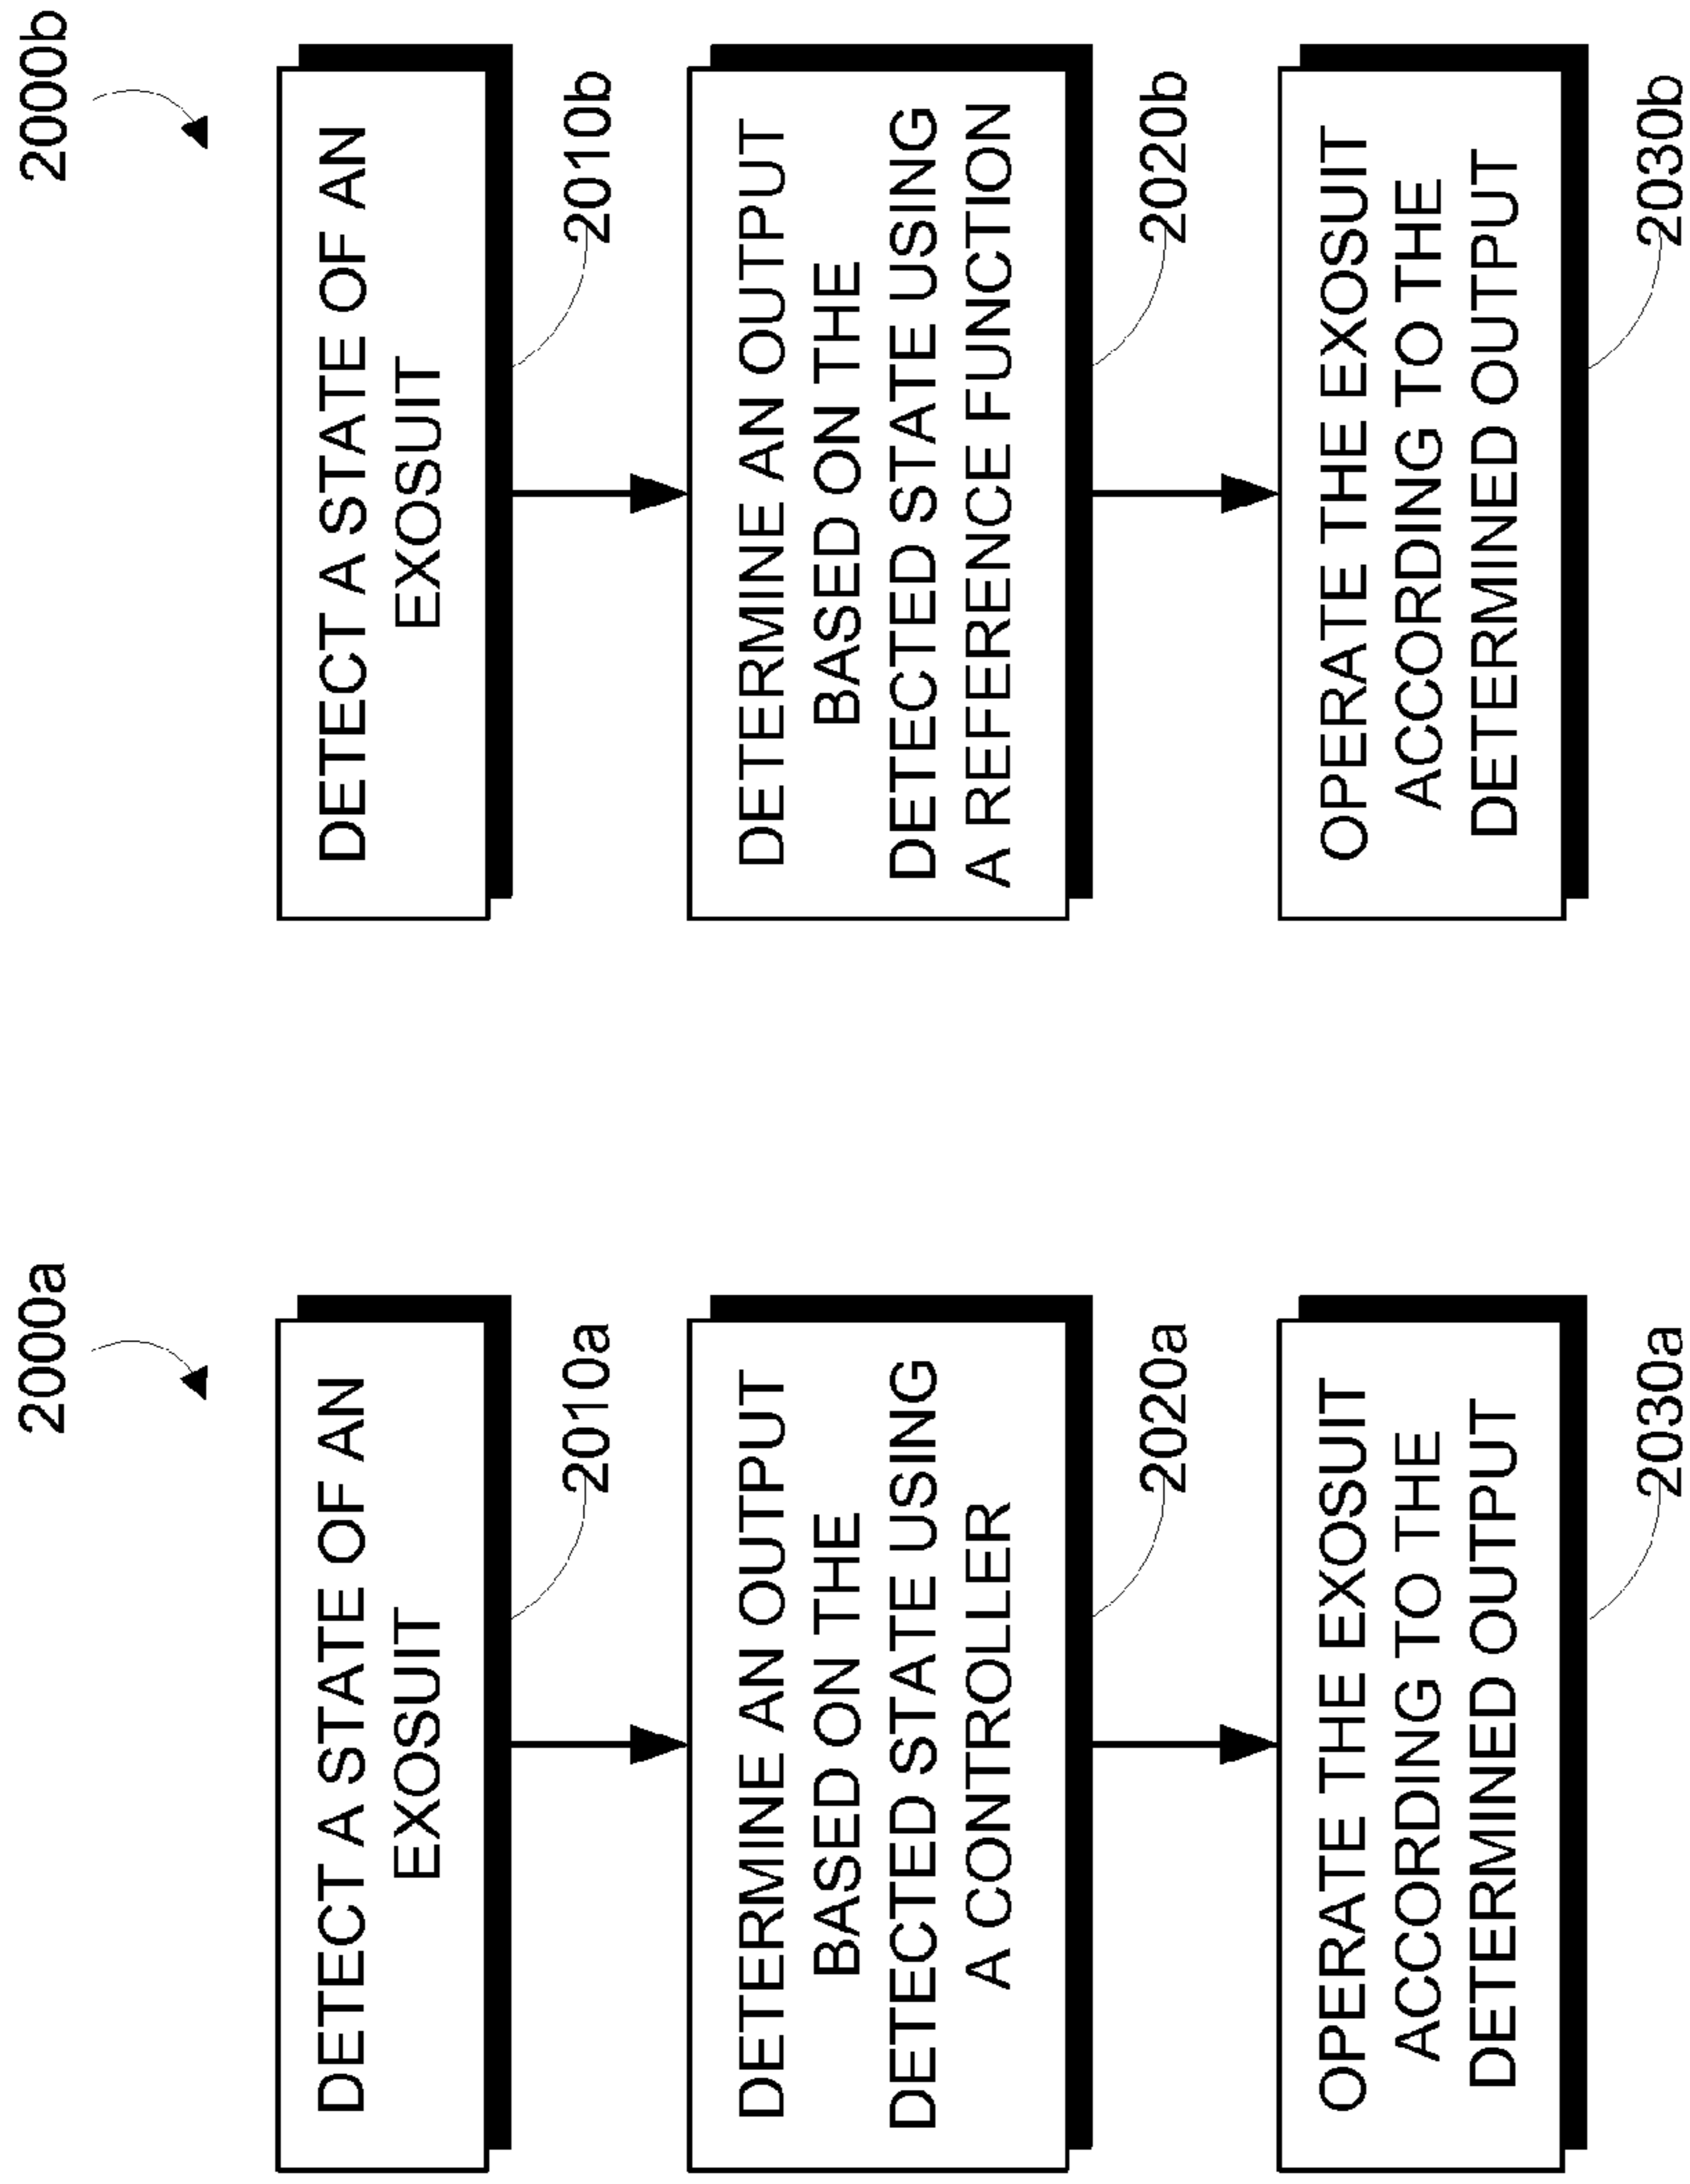 2000a
DETECT A STATE OF AN
EXOSUIT
2010a
DETERMINE AN OUTPUT
BASED ON THE
DETECTED STATE USING
A CONTROLLER
2020a
OPERATE THE EXOSUIT
ACCORDING TO THE
DETERMINED OUTPUT
2030a
2000b
DETECT A STATE OF AN
EXOSUIT
2010b
DETERMINE AN OUTPUT
BASED ON THE
DETECTED STATE USING
A REFERENCE FUNCTION
2020b
OPERATE THE EXOSUIT
ACCORDING TO THE
DETERMINED OUTPUT
2030b